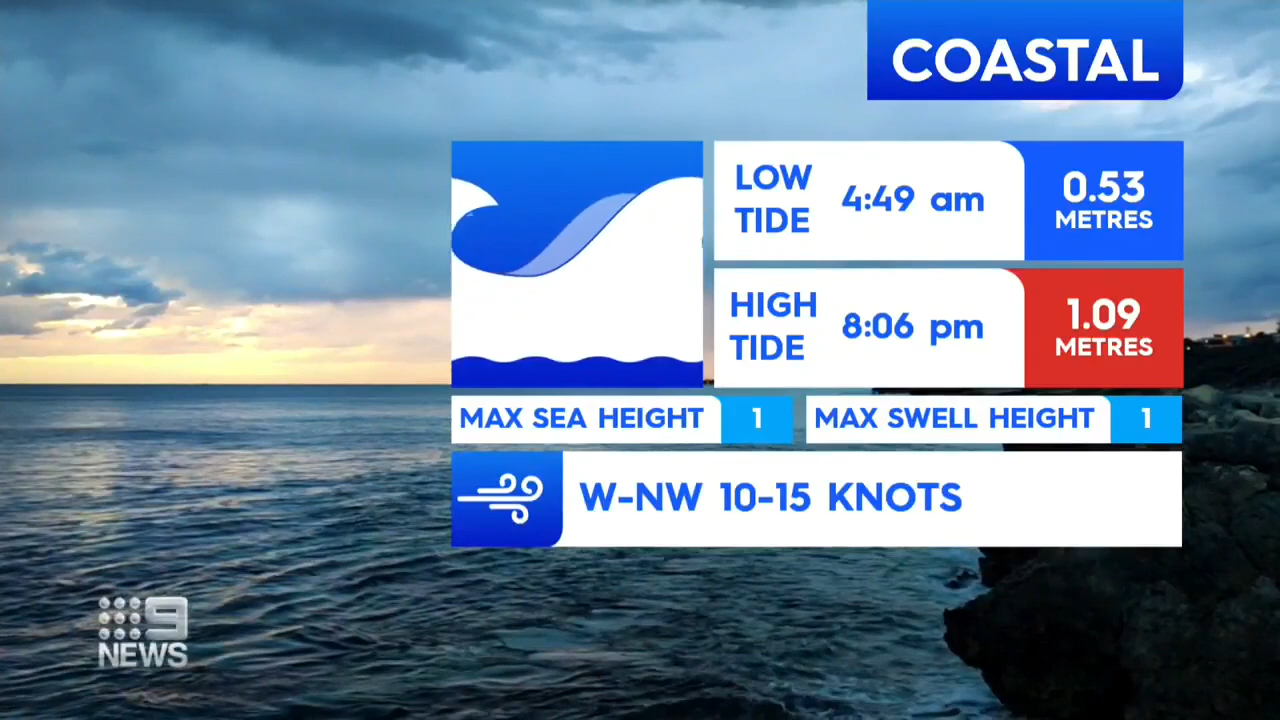 COASTAL
LOW
TIDE
4:49 am
0.53
METRES
HIGH
TIDE
8:06 pm
1.09
METRES
MAX SEA HEIGHT 1
MAX SWELL HEIGHT 1
W-NW 10-15 KNOTS
9
NEWS